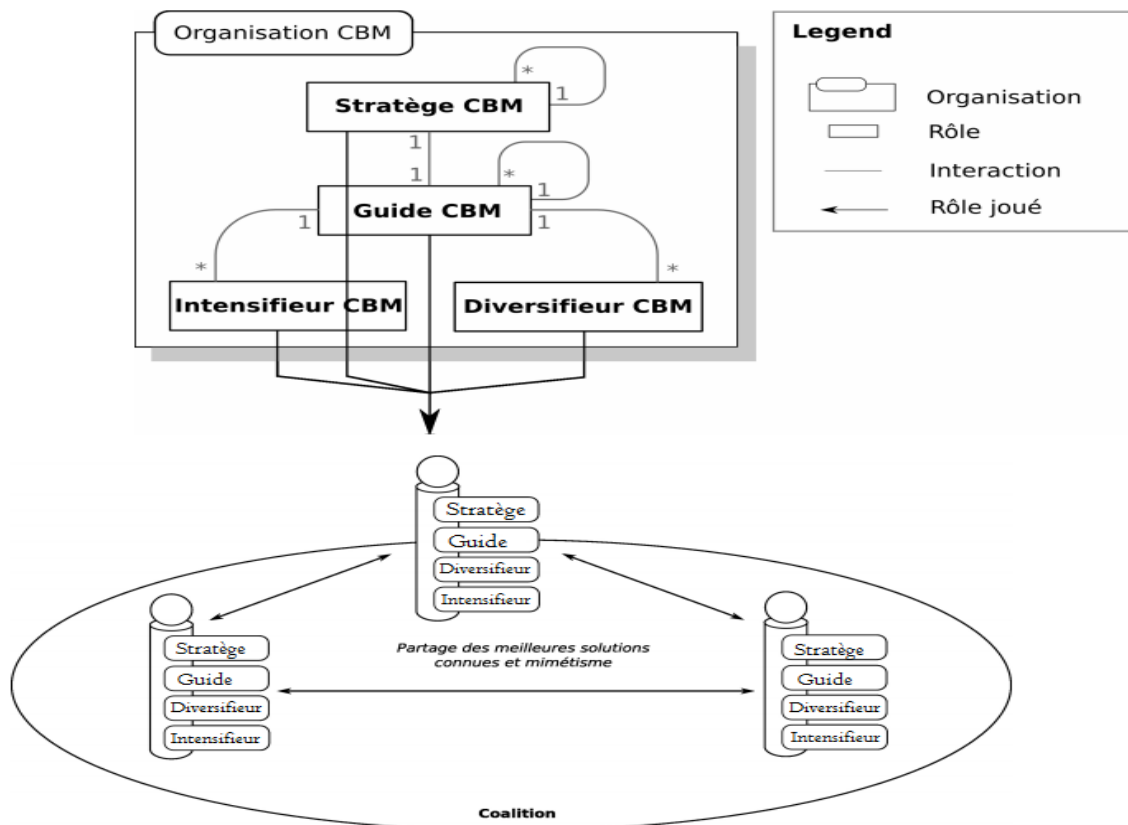 Organisation CBM
*
1
Stratège CBM
1
1
*
1
Guide CBM
1
1
*
*
Intensifieur CBM
Diversifieur CBM
Legend
Organisation
Rôle
Interaction
Rôle joué
Stratège
Guide
Diversifieur
Intensifieur
Stratège
Guide
Diversifieur
Intensifieur
Partage des meilleures solutions
connues et mimétisme
Stratège
Guide
Diversifieur
Intensifieur
Coalition